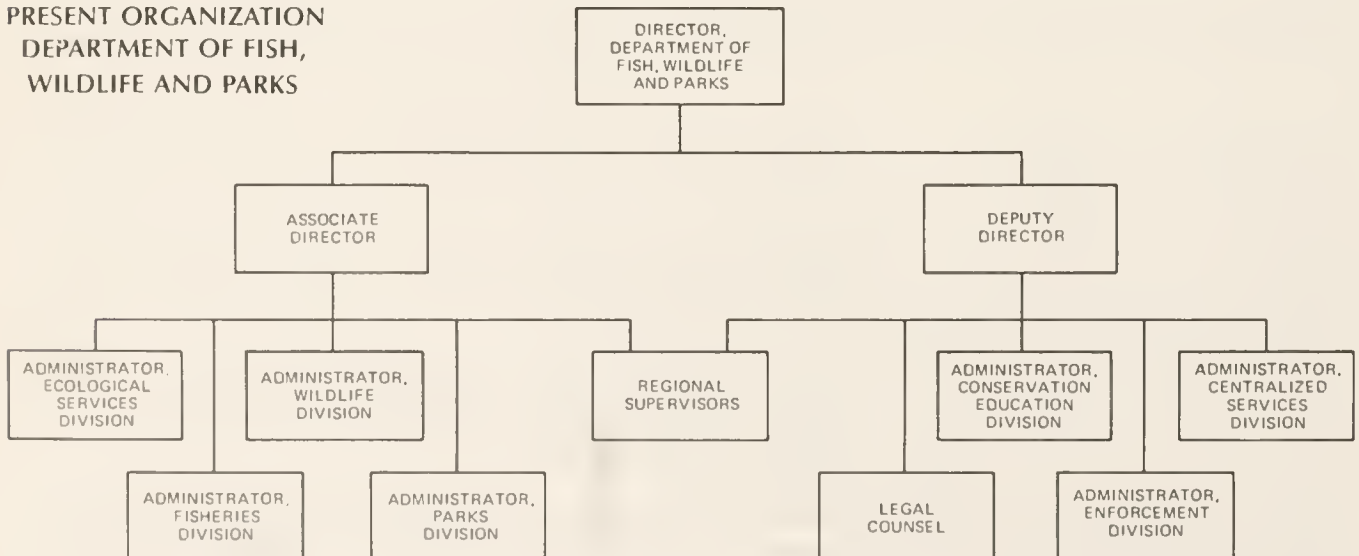 PRESENT ORGANIZATION
DEPARTMENT OF FISH,
WILDLIFE AND PARKS
DIRECTOR,
DEPARTMENT OF
FISH, WILDLIFE
AND PARKS
ASSOCIATE
DIRECTOR
DEPUTY
DIRECTOR
ADMINISTRATOR,
ECOLOGICAL
SERVICES
DIVISION
ADMINISTRATOR,
WILDLIFE
DIVISION
REGIONAL
SUPERVISORS
ADMINISTRATOR,
CONSERVATION
EDUCATION
DIVISION
ADMINISTRATOR,
CENTRALIZED
SERVICES
DIVISION
ADMINISTRATOR,
FISHERIES
DIVISION
ADMINISTRATOR,
PARKS
DIVISION
LEGAL
COUNSEL
ADMINISTRATOR,
ENFORCEMENT
DIVISION